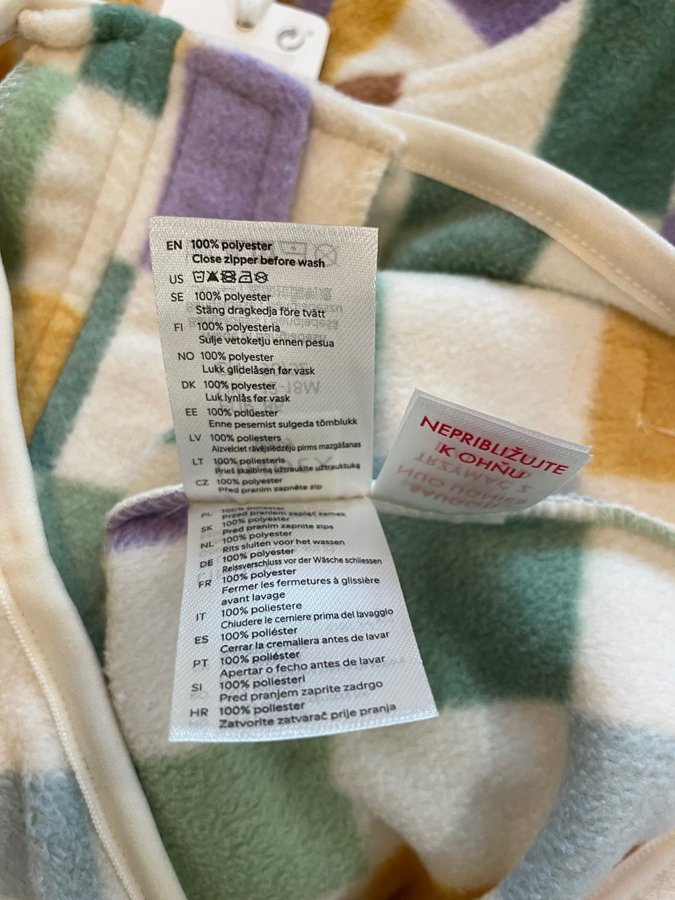 EN 100% polyester
Close zipper before wash
US
SE 100% polyester
Stäng dragkedja före tvätt
FI 100% polyesteria
Sulje vetoketju ennen pesua
NO 100% polyester
Lukk glidelåsen før vask
DK 100% polyester
Luk lynlås før vask
EE 100% polüester
Enne pesemist sulgeda tõmblukk
LV 100% poliesters
Aizvelciet rāvējslēdzēju pirms mazgāšanas
LT 100% poliesteris
Prieš skalbimą užtraukite užtrauktuką
CZ 100% polyester
Před praním zapněte zip
PL 100% polyester
Przed praniem zapiąć zamek
SK 100% polyester
Pred praním zapnite zips
NL 100% polyester
Rits sluiten voor het wassen
DE 100% polyester
Reissverschluss vor der Wäsche schliessen
FR 100% polyester
Fermer les fermetures à glissière
avant lavage
IT 100% poliestere
Chiudere le cerniere prima del lavaggio
ES 100% poliéster
Cerrar la cremallera antes de lavar
PT 100% poliéster
Apertar o fecho antes de lavar
SI 100% poliesteri
Pred pranjem zaprite zadrgo
HR 100% poliester
Zatvorite zatvarač prije pranja
NEPRIBLIŽUJTE
K OHŇU